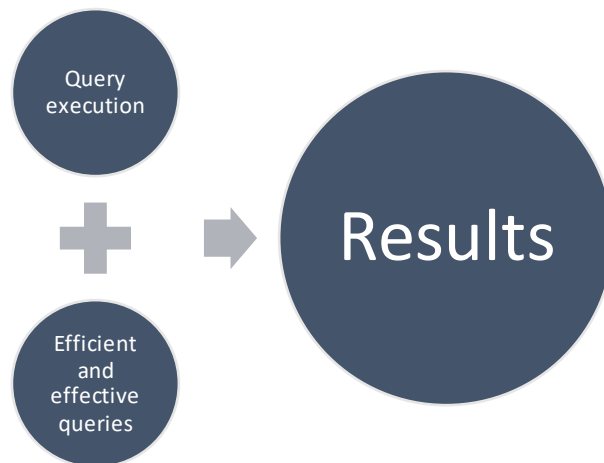 Query
execution
Efficient
and
effective
queries
Results